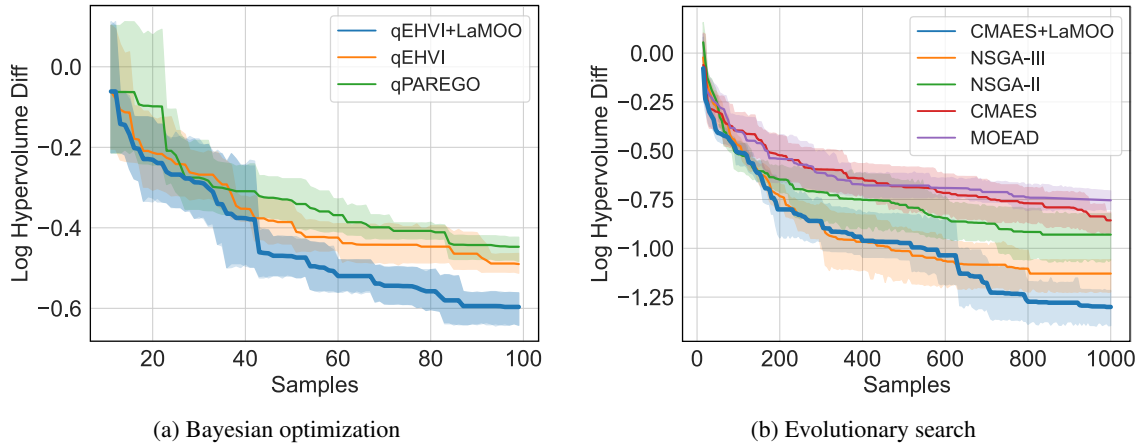 qEHVI+LaMOO
qEHVI
qPAREGO
0.0
−0.2
−0.4
−0.6
Log Hypervolume Diff
20
40
60
80
100
Samples
(a) Bayesian optimization
CMAES+LaMOO
NSGA-III
NSGA-II
CMAES
MOEAD
0.00
−0.25
−0.50
−0.75
−1.00
−1.25
Log Hypervolume Diff
0
200
400
600
800
1000
Samples
(b) Evolutionary search